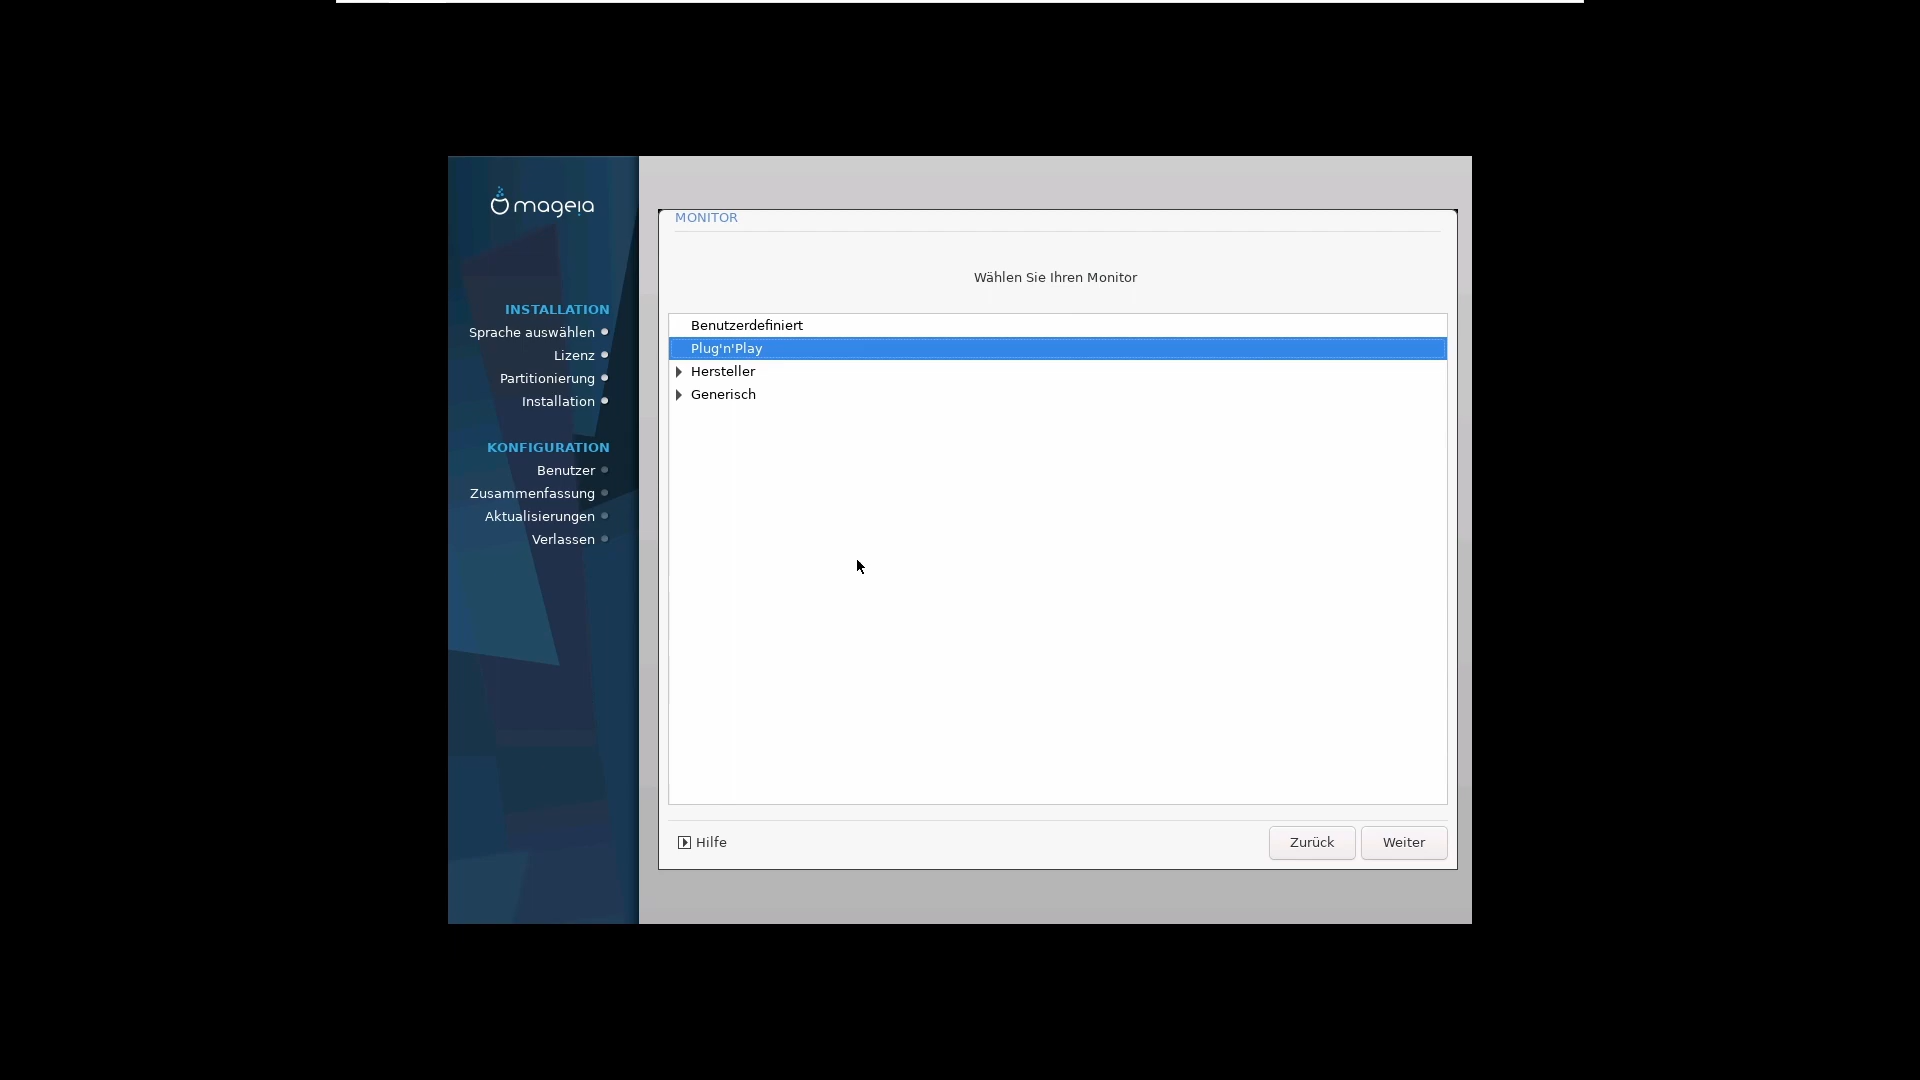 mageia
INSTALLATION
Sprache auswählen
Lizenz
Partitionierung
Installation
KONFIGURATION
Benutzer
Zusammenfassung
Aktualisierungen
Verlassen
MONITOR
Wählen Sie Ihren Monitor
Benutzerdefiniert
Plug'n'Play
Hersteller
Generisch
Hilfe
Zurück
Weiter